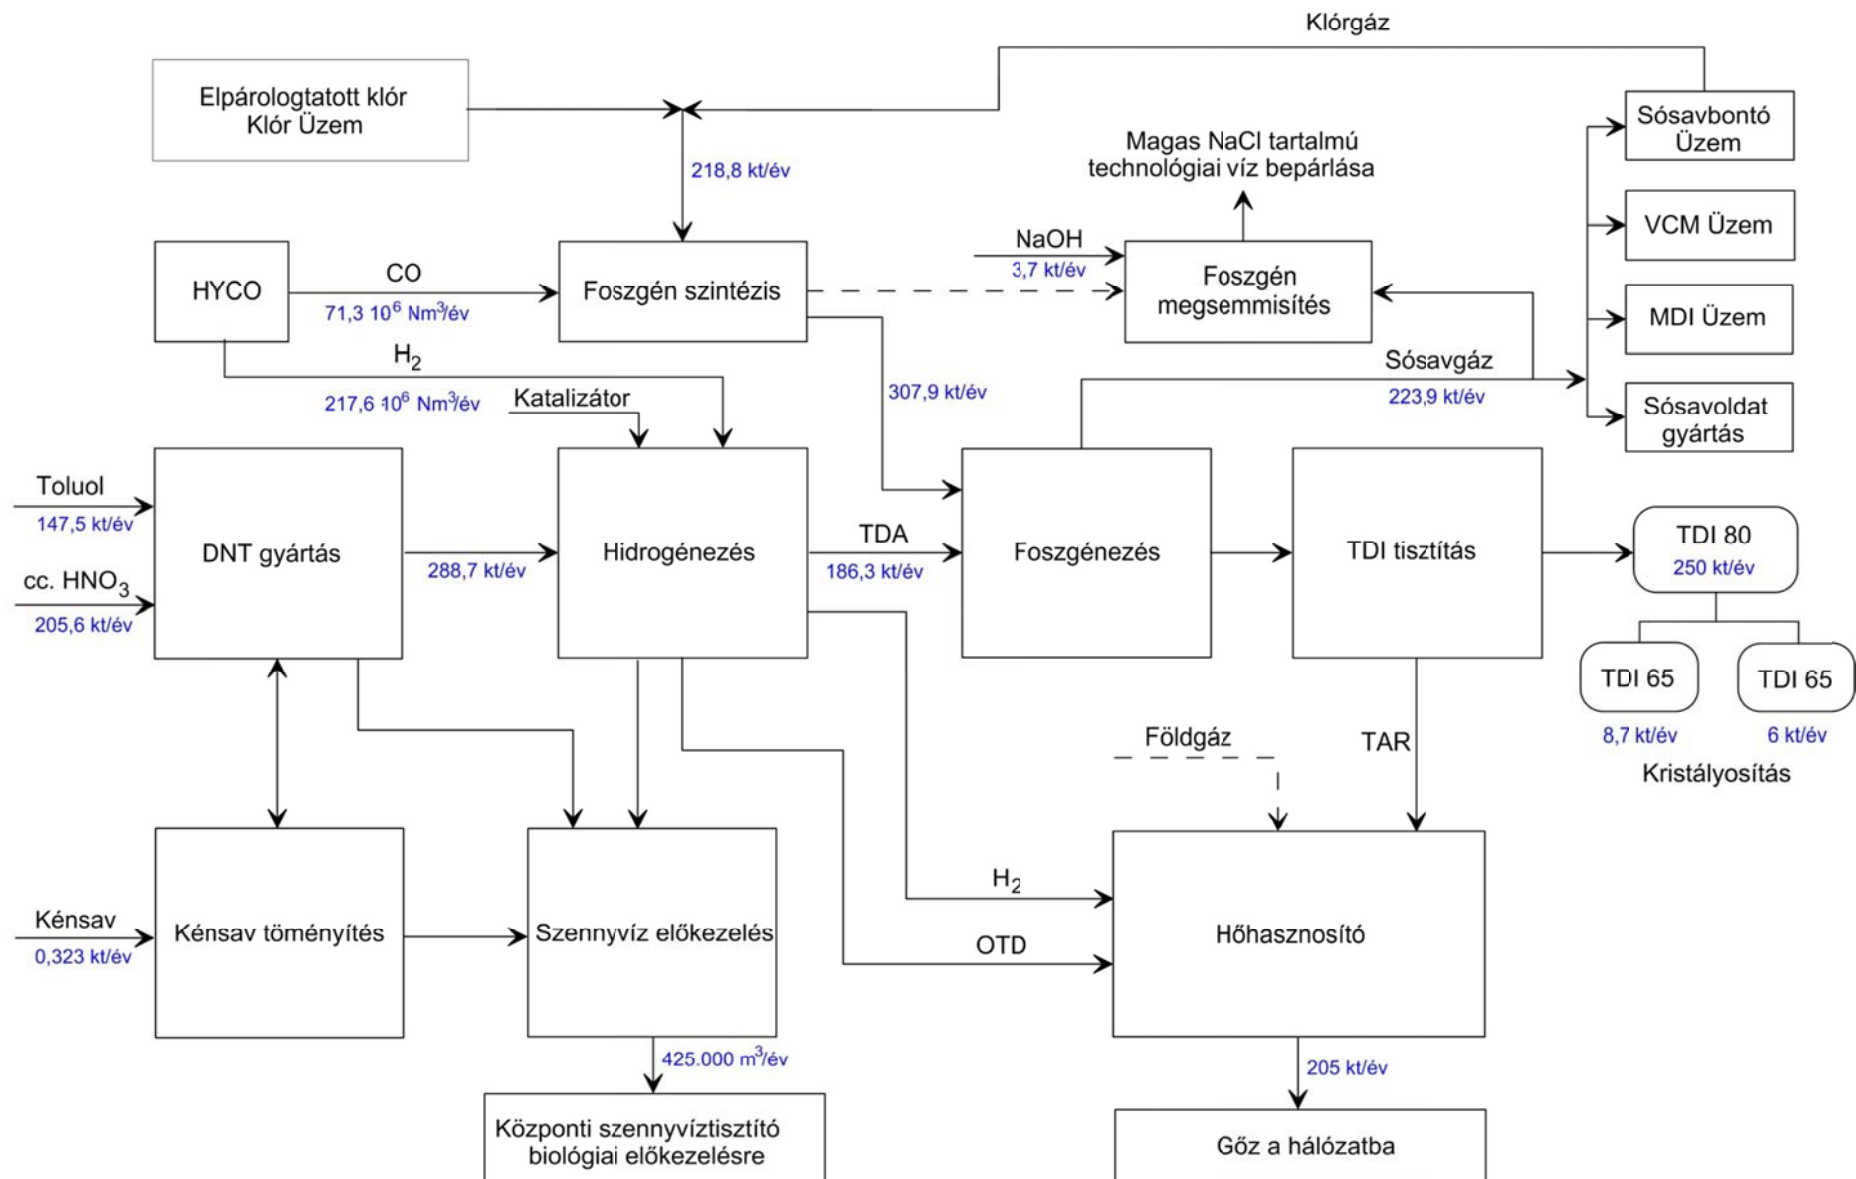 Klórgáz
Elpárologtatott klór
Klór Üzem
218,8 kt/év
Magas NaCl tartalmú
technológiai víz bepárlása
Sósavbontó
Üzem
VCM Üzem
MDI Üzem
Sósavoldat
gyártás
HYCO
CO
71,3 10⁶ Nm³/év
Foszgén szintézis
NaOH
3,7 kt/év
Foszgén
megsemmisítés
H₂
217,6 10⁶ Nm³/év
Katalizátor
307,9 kt/év
Sósavgáz
223,9 kt/év
Toluol
147,5 kt/év
cc. HNO₃
205,6 kt/év
DNT gyártás
288,7 kt/év
Hidrogénezés
TDA
186,3 kt/év
Foszgénezés
TDI tisztítás
TDI 80
250 kt/év
TDI 65
8,7 kt/év
TDI 65
6 kt/év
Kristályosítás
Földgáz
TAR
Kénsav
0,323 kt/év
Kénsav töményítés
Szennyvíz előkezelés
H₂
OTD
Hőhasznosító
425.000 m³/év
205 kt/év
Központi szennyvíztisztító
biológiai előkezelésre
Gőz a hálózatba